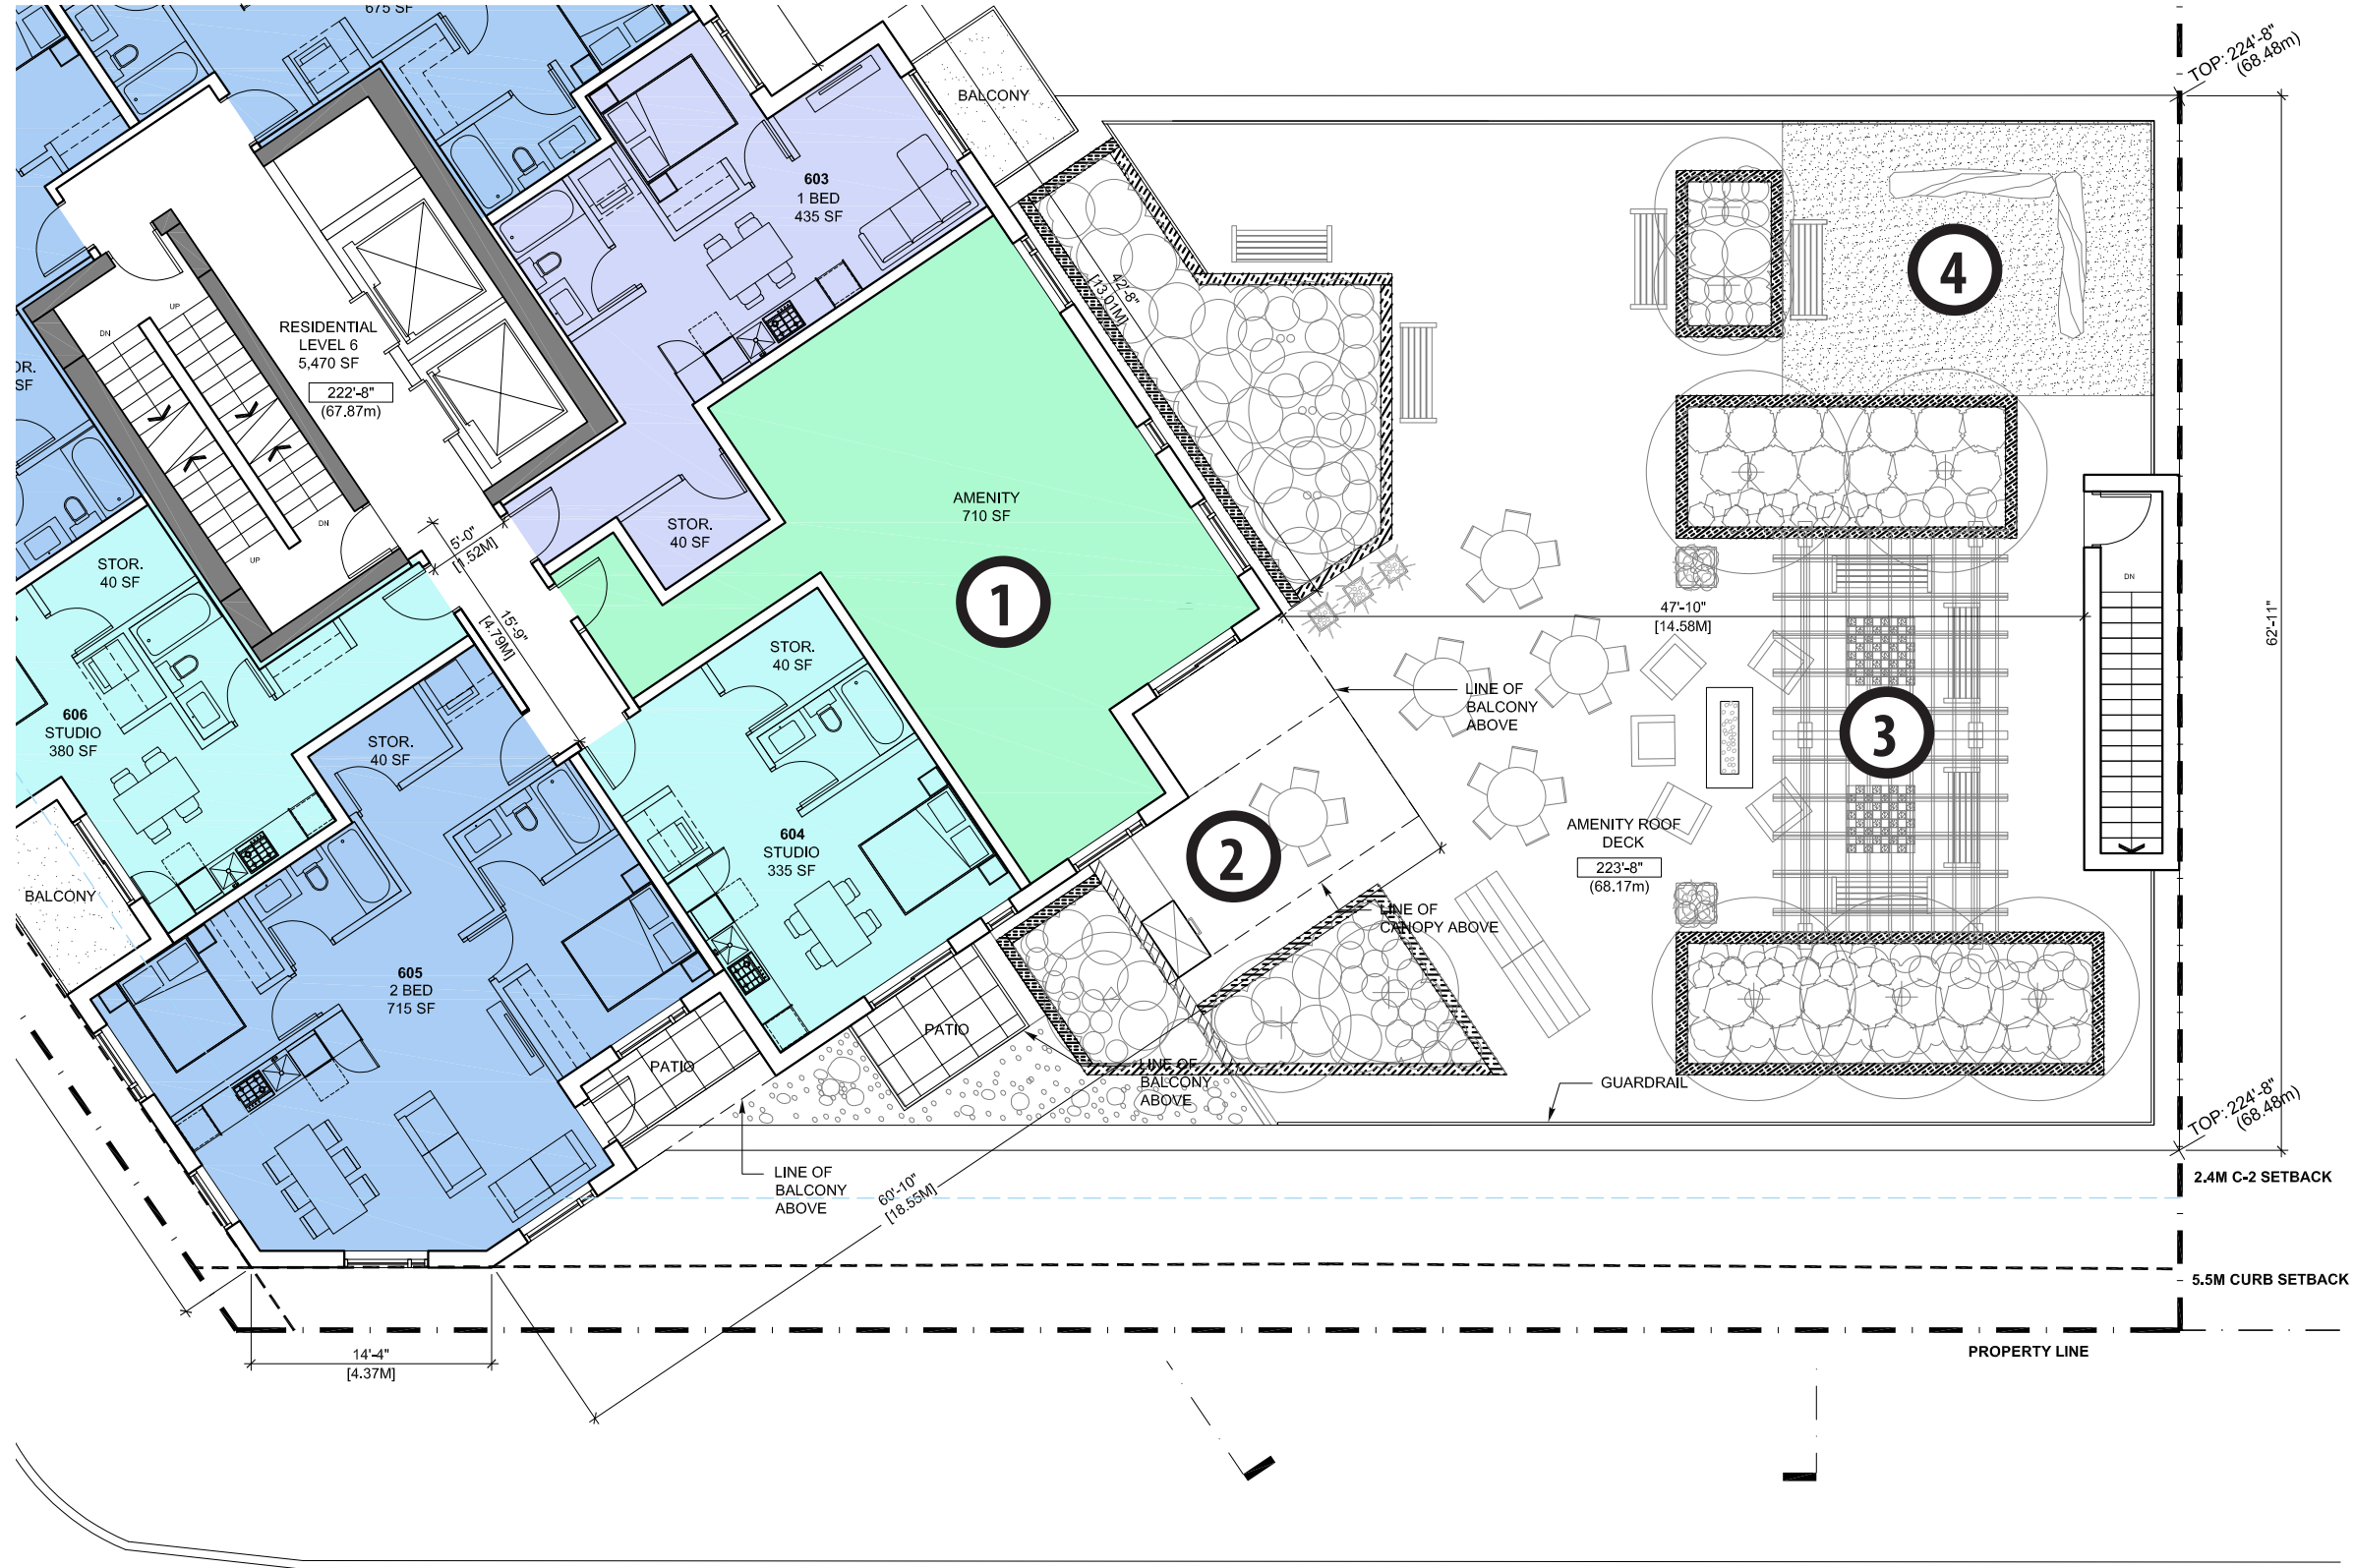 675 SF
TOP: 224'-8"
(68.48m)
BALCONY
603
1 BED
435 SF
4
42'-8"
[13.01M]
UP
DN
RESIDENTIAL
LEVEL 6
5,470 SF
222'-8"
(67.87m)
OR.
SF
AMENITY
710 SF
STOR.
40 SF
DN
UP
5'-0"
[1.52M]
STOR.
40 SF
1
DN
47'-10"
[14.58M]
62'-11"
15'-9"
[4.79M]
STOR.
40 SF
606
STUDIO
380 SF
STOR.
40 SF
LINE OF
BALCONY
ABOVE
3
604
STUDIO
335 SF
2
AMENITY ROOF
DECK
223'-8"
(68.17m)
BALCONY
LINE OF
CANOPY ABOVE
605
2 BED
715 SF
PATIO
PATIO
LINE OF
BALCONY
ABOVE
GUARDRAIL
TOP: 224'-8"
(68.48m)
LINE OF
BALCONY
ABOVE
60'-10"
[18.55M]
2.4M C-2 SETBACK
5.5M CURB SETBACK
PROPERTY LINE
14'-4"
[4.37M]